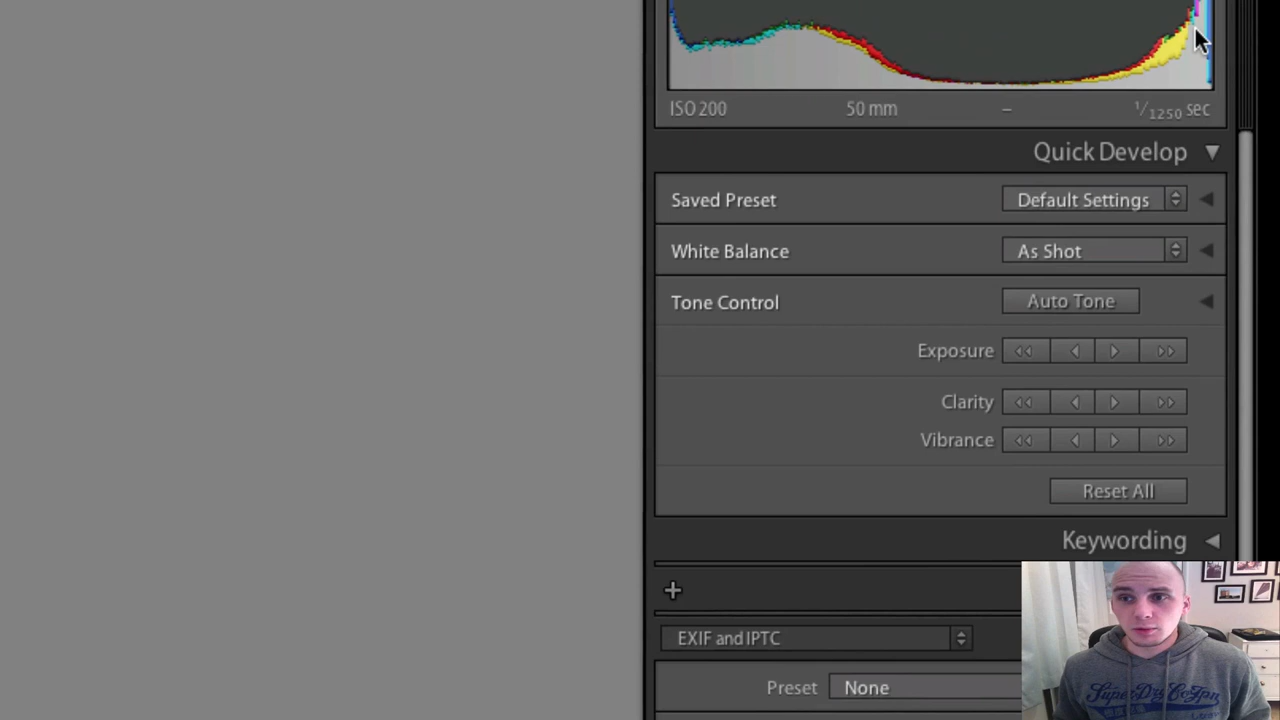 ISO 200 50 mm – 1/1250 sec
Quick Develop
Saved Preset Default Settings
White Balance As Shot
Tone Control Auto Tone
Exposure
Clarity
Vibrance
Reset All
Keywording
EXIF and IPTC
Preset None